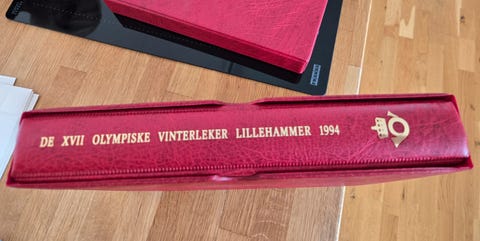 DE XVII OLYMPISKE VINTERLEKER LILLEHAMMER 1994